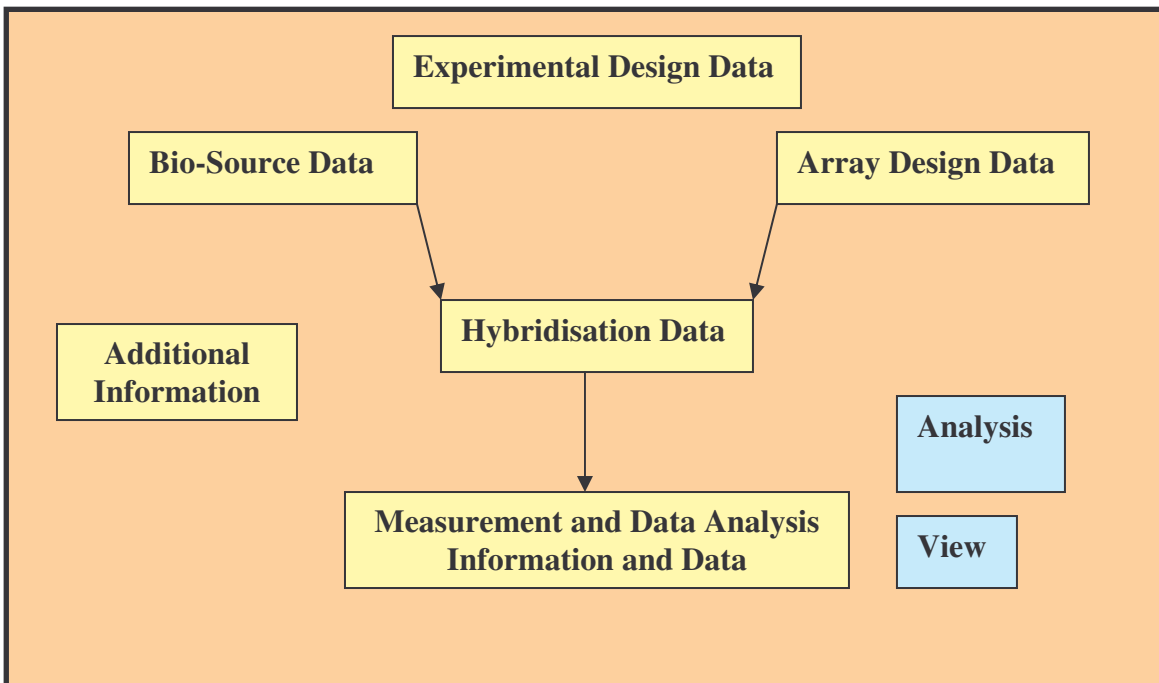 Experimental Design Data
Bio-Source Data
Array Design Data
Hybridisation Data
Additional
Information
Analysis
Measurement and Data Analysis
Information and Data
View